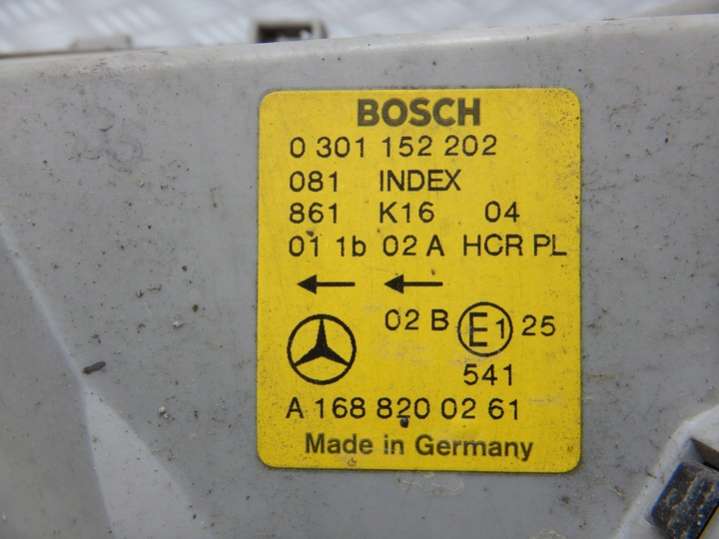 BOSCH
0 301 152 202
081 INDEX
861 K16 04
01 1b 02 A HCR PL
02 B E1 25
541
A 168 820 02 61
Made in Germany